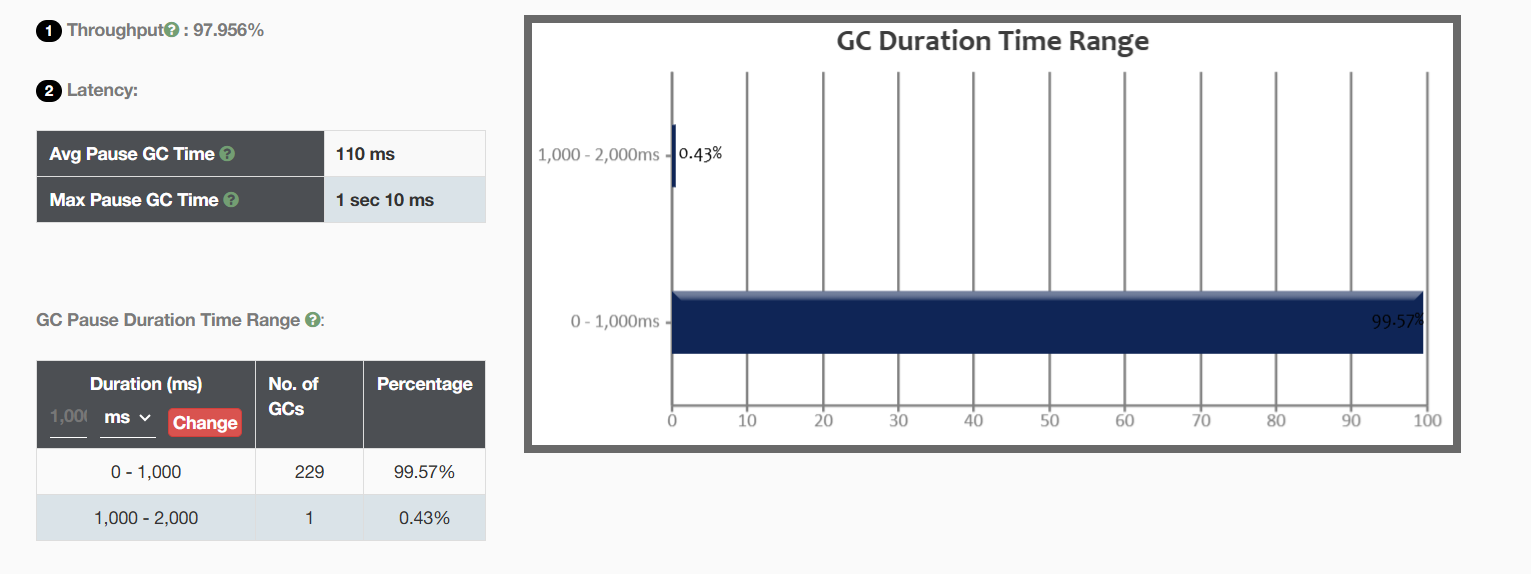 1 Throughput? : 97.956%
2 Latency:
Avg Pause GC Time ? 110 ms
Max Pause GC Time ? 1 sec 10 ms
GC Pause Duration Time Range ?:
Duration (ms) No. of GCs Percentage
1,00 ms Change
0 - 1,000 229 99.57%
1,000 - 2,000 1 0.43%
GC Duration Time Range
1,000 - 2,000ms 0.43%
0 - 1,000ms 99.57%
0 10 20 30 40 50 60 70 80 90 100